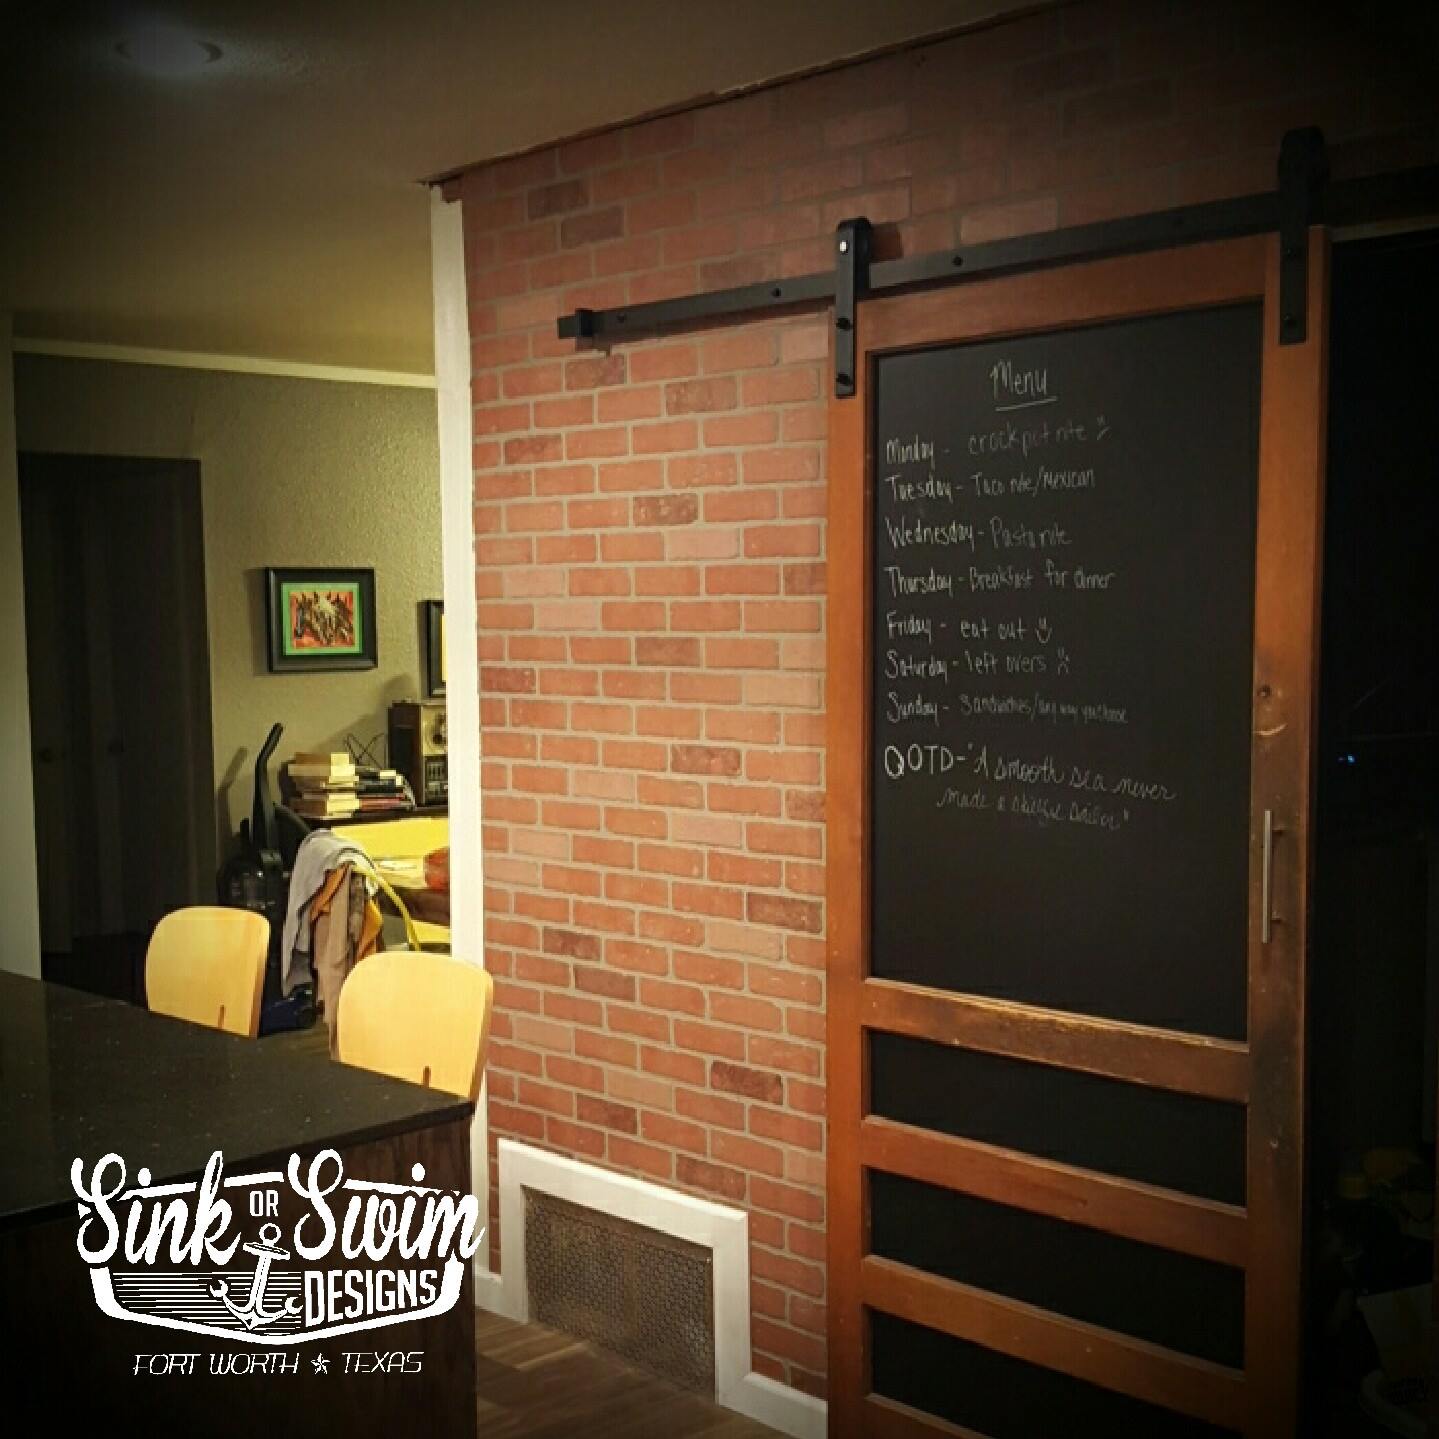 Menu
Monday - crockpot nite :)
Tuesday - Taco nite/Mexican
Wednesday - Pasta nite
Thursday - Breakfast for dinner
Friday - eat out :)
Saturday - left overs :(
Sunday - Sandwiches/any way you choose
QOTD - "A smooth sea never
made a skillful sailor"
Sink OR Swim
DESIGNS
FORT WORTH ★ TEXAS